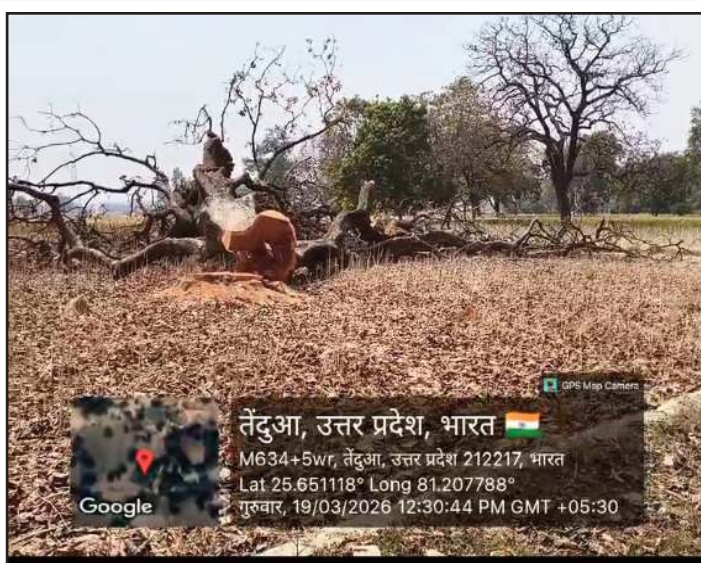 GPS Map Camera
तेंदुआ, उत्तर प्रदेश, भारत 🇮🇳
M634+5wr, तेंदुआ, उत्तर प्रदेश 212217, भारत
Lat 25.651118° Long 81.207788°
गुरुवार, 19/03/2026 12:30:44 PM GMT +05:30
Google